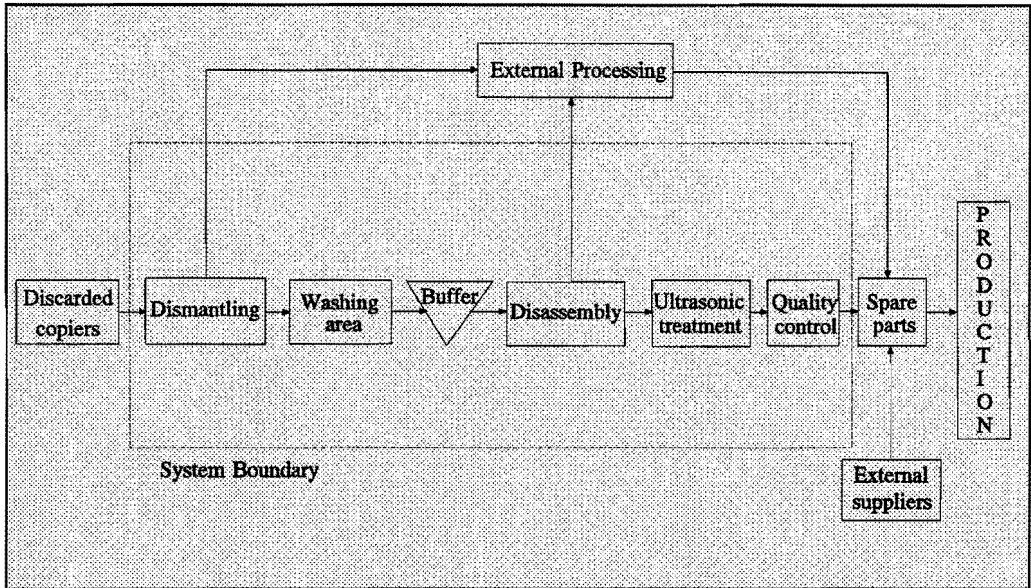 External Processing
Discarded
copiers
Dismantling
Washing
area
Buffer
Disassembly
Ultrasonic
treatment
Quality
control
Spare
parts
PRODUCTION
System Boundary
External
suppliers